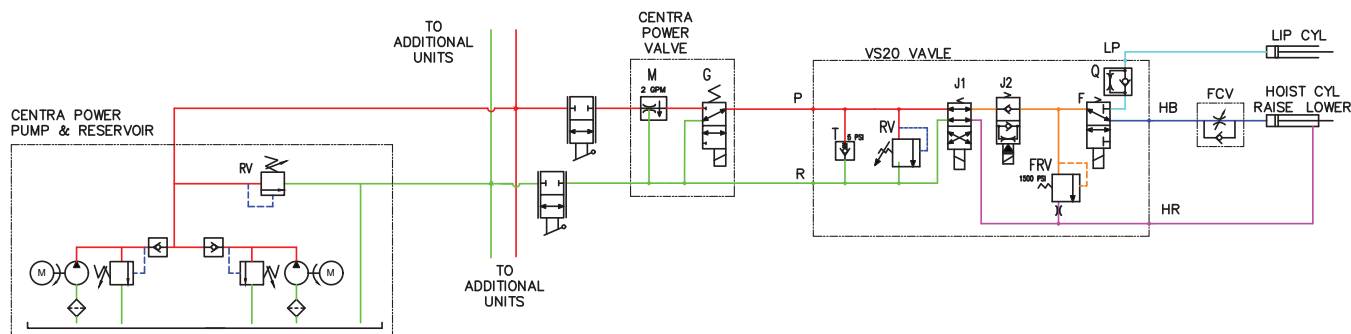 CENTRA POWER
PUMP & RESERVOIR
RV
M
M
TO
ADDITIONAL
UNITS
TO
ADDITIONAL
UNITS
CENTRA
POWER
VALVE
M
2 GPM
G
VS20 VAVLE
P
R
T
5 PSI
RV
J1
J2
FRV
1500 PSI
F
Q
LP
HB
HR
FCV
LIP CYL
HOIST CYL
RAISE LOWER